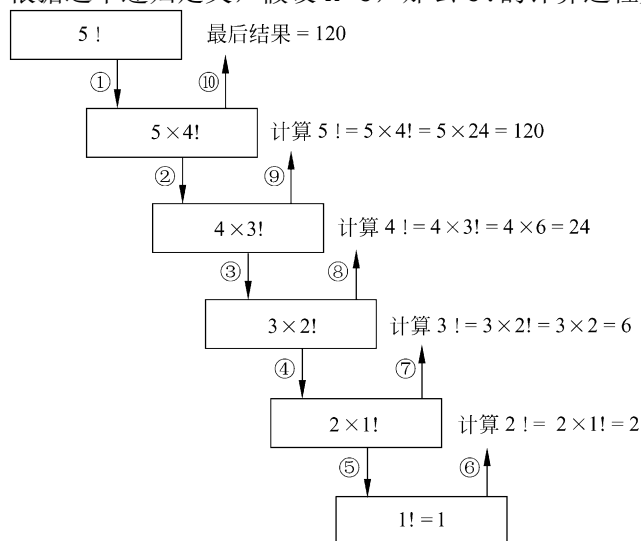 5 !
最后结果 = 120
①
⑩
5×4!
计算 5 ! = 5×4! = 5×24 = 120
②
⑨
4×3!
计算 4 ! = 4×3! = 4×6 = 24
③
⑧
3×2!
计算 3 ! = 3×2! = 3×2 = 6
④
⑦
2×1!
计算 2 ! = 2×1! = 2
⑤
⑥
1! = 1